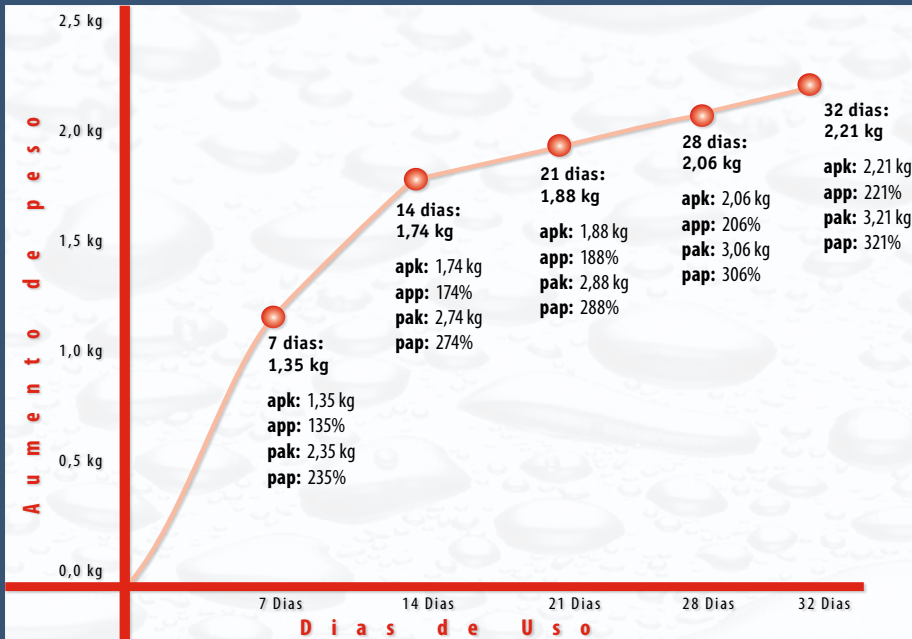 Aumento de peso
2,5 kg
2,0 kg
1,5 kg
1,0 kg
0,5 kg
0,0 kg
7 dias:
1,35 kg
apk: 1,35 kg
app: 135%
pak: 2,35 kg
pap: 235%
14 dias:
1,74 kg
apk: 1,74 kg
app: 174%
pak: 2,74 kg
pap: 274%
21 dias:
1,88 kg
apk: 1,88 kg
app: 188%
pak: 2,88 kg
pap: 288%
28 dias:
2,06 kg
apk: 2,06 kg
app: 206%
pak: 3,06 kg
pap: 306%
32 dias:
2,21 kg
apk: 2,21 kg
app: 221%
pak: 3,21 kg
pap: 321%
7 Dias
14 Dias
21 Dias
28 Dias
32 Dias
Dias de Uso